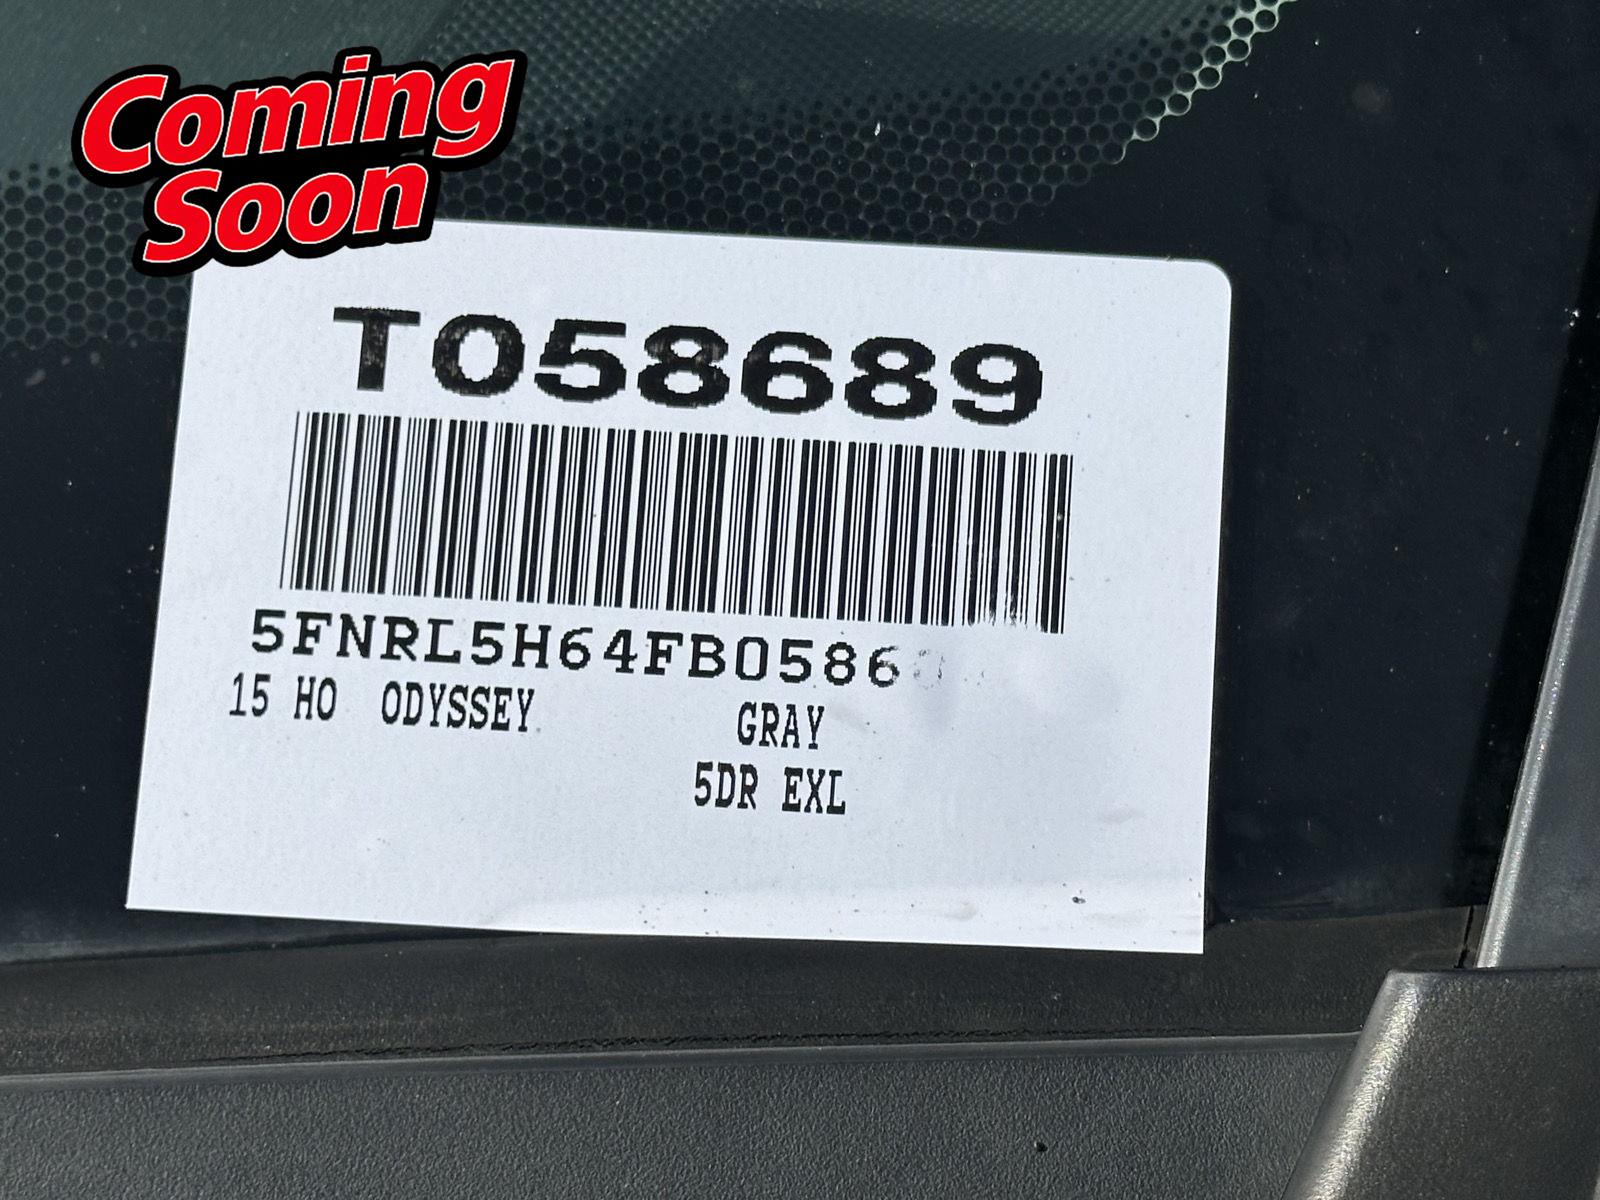 Coming
Soon
T058689
5FNRL5H64FB0586
15 HO ODYSSEY GRAY
5DR EXL